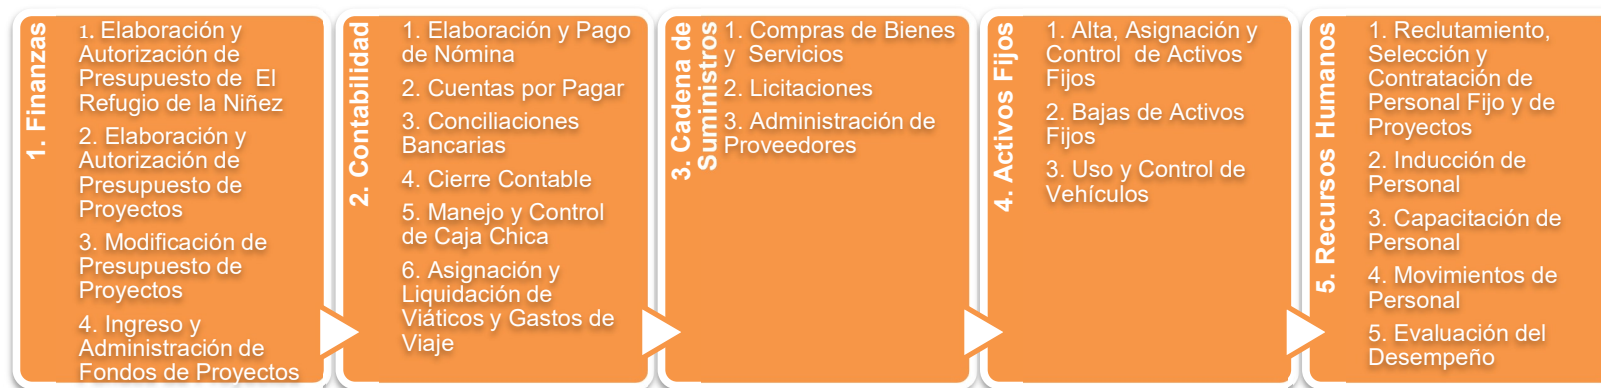 1. Finanzas
1. Elaboración y
Autorización de
Presupuesto de El
Refugio de la Niñez
2. Elaboración y
Autorización de
Presupuesto de
Proyectos
3. Modificación de
Presupuesto de
Proyectos
4. Ingreso y
Administración de
Fondos de Proyectos
2. Contabilidad
1. Elaboración y Pago
de Nómina
2. Cuentas por Pagar
3. Conciliaciones
Bancarias
4. Cierre Contable
5. Manejo y Control
de Caja Chica
6. Asignación y
Liquidación de
Viáticos y Gastos de
Viaje
3. Cadena de
Suministros
1. Compras de Bienes
y Servicios
2. Licitaciones
3. Administración de
Proveedores
4. Activos Fijos
1. Alta, Asignación y
Control de Activos
Fijos
2. Bajas de Activos
Fijos
3. Uso y Control de
Vehículos
5. Recursos Humanos
1. Reclutamiento,
Selección y
Contratación de
Personal Fijo y de
Proyectos
2. Inducción de
Personal
3. Capacitación de
Personal
4. Movimientos de
Personal
5. Evaluación del
Desempeño